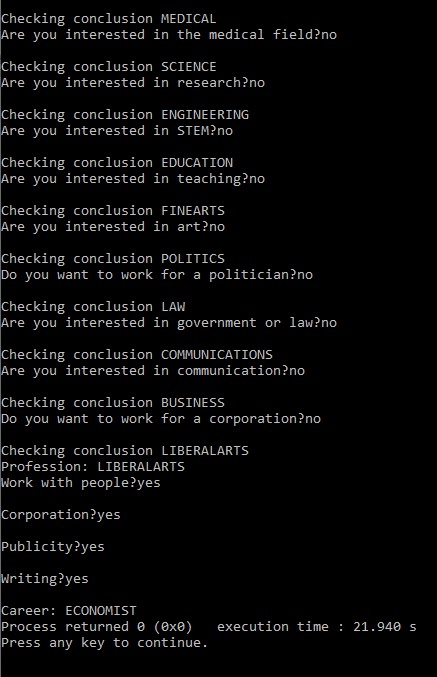 Checking conclusion MEDICAL
Are you interested in the medical field?no
Checking conclusion SCIENCE
Are you interested in research?no
Checking conclusion ENGINEERING
Are you interested in STEM?no
Checking conclusion EDUCATION
Are you interested in teaching?no
Checking conclusion FINEARTS
Are you interested in art?no
Checking conclusion POLITICS
Do you want to work for a politician?no
Checking conclusion LAW
Are you interested in government or law?no
Checking conclusion COMMUNICATIONS
Are you interested in communication?no
Checking conclusion BUSINESS
Do you want to work for a corporation?no
Checking conclusion LIBERALARTS
Profession: LIBERALARTS
Work with people?yes
Corporation?yes
Publicity?yes
Writing?yes
Career: ECONOMIST
Process returned 0 (0x0)   execution time : 21.940 s
Press any key to continue.